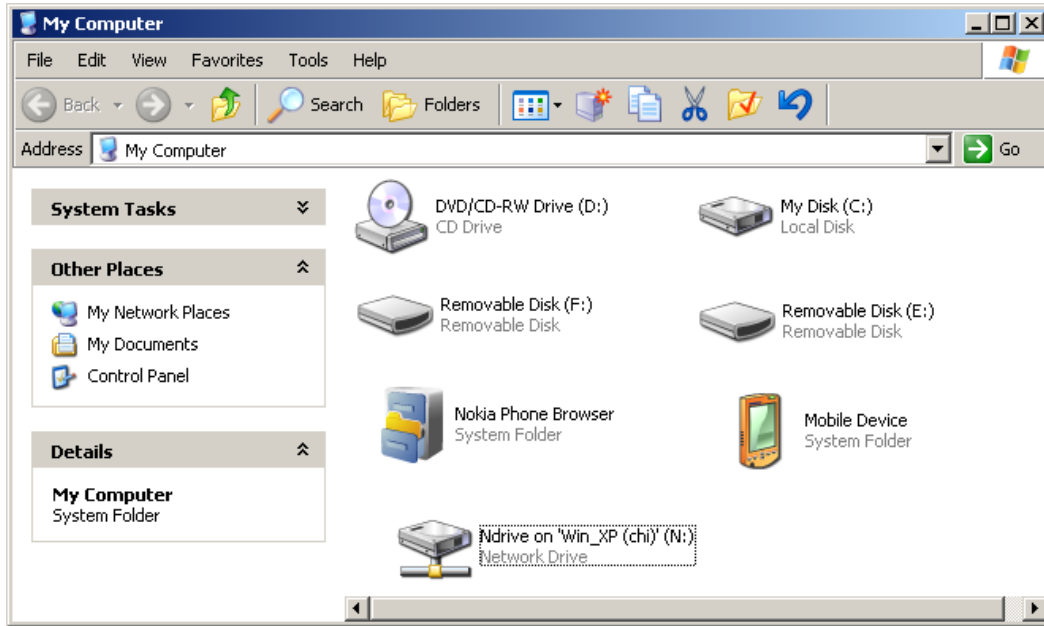 My Computer
File Edit View Favorites Tools Help
Back Search Folders
Address My Computer Go
System Tasks
Other Places
My Network Places
My Documents
Control Panel
Details
My Computer
System Folder
DVD/CD-RW Drive (D:)
CD Drive
My Disk (C:)
Local Disk
Removable Disk (F:)
Removable Disk
Removable Disk (E:)
Removable Disk
Nokia Phone Browser
System Folder
Mobile Device
System Folder
Ndrive on 'Win_XP (chi)' (N:)
Network Drive